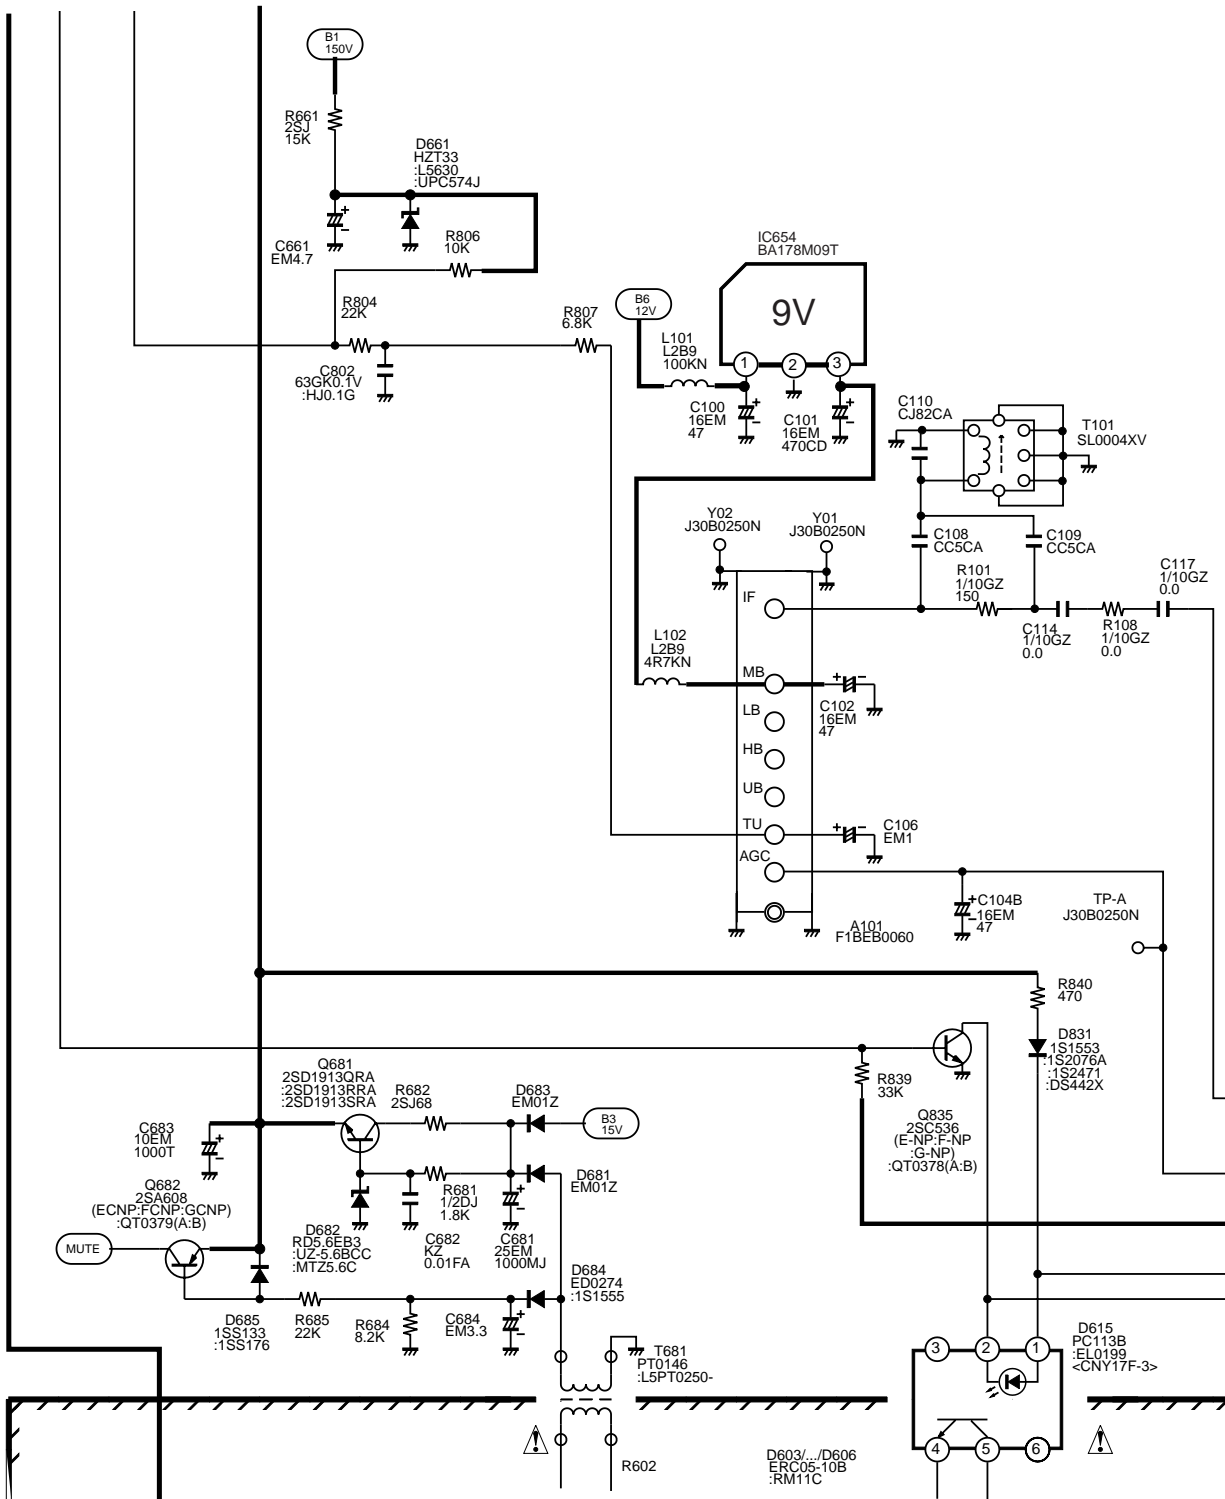 B1
150V
R661
2SJ
15K
D661
HZT33
:L5630
:UPC574J
+
−
C661
EM4.7
R806
10K
R804
22K
C802
63GK0.1V
:HJ0.1G
R807
6.8K
B6
12V
L101
L2B9
100KN
IC654
BA178M09T
9V
1
2
3
C100
16EM
47
+
−
C101
16EM
470CD
+
−
C110
CJ82CA
T101
SL0004XV
Y02
J30B0250N
Y01
J30B0250N
C108
CC5CA
C109
CC5CA
R101
1/10GZ
150
C117
1/10GZ
0.0
C114
1/10GZ
0.0
R108
1/10GZ
0.0
IF
L102
L2B9
4R7KN
MB
+
−
C102
16EM
47
LB
HB
UB
TU
+
−
C106
EM1
AGC
A101
F1BEB0060
+
−
C104B
16EM
47
TP-A
J30B0250N
R840
470
D831
1S1553
:1S2076A
:1S2471
:DS442X
R839
33K
Q835
2SC536
(E-NP:F-NP
:G-NP)
:QT0378(A:B)
Q681
2SD1913QRA
:2SD1913RRA
:2SD1913SRA
R682
2SJ68
D683
EM01Z
B3
15V
C683
10EM
1000T
+
−
Q682
2SA608
(ECNP:FCNP:GCNP)
:QT0379(A:B)
MUTE
D681
EM01Z
R681
1/2DJ
1.8K
+
−
D682
RD5.6EB3
:UZ-5.6BCC
:MTZ5.6C
C682
KZ
0.01FA
C681
25EM
1000MJ
D684
ED0274
:1S1555
D685
1SS133
:1SS176
R685
22K
R684
8.2K
C684
EM3.3
+
−
T681
PT0146
:L5PT0250-
D615
PC113B
:EL0199
<CNY17F-3>
3
2
1
4
5
6
!
!
R602
D603/.../D606
ERC05-10B
:RM11C